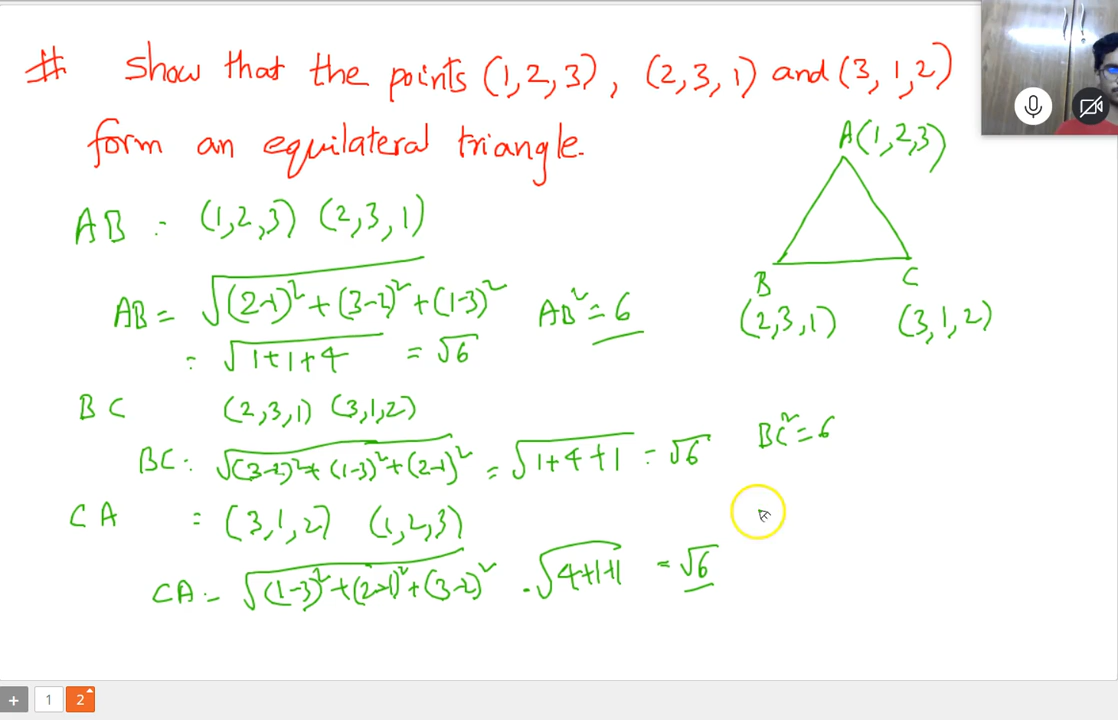 # Show that the points (1,2,3), (2,3,1) and (3,1,2)
form an equilateral triangle.
A(1,2,3)
B C
(2,3,1) (3,1,2)
AB : (1,2,3) (2,3,1)
AB = √(2-1)² + (3-2)² + (1-3)² AB² = 6
= √1+1+4 = √6
BC (2,3,1) (3,1,2)
BC : √(3-2)² + (1-3)² + (2-1)² = √1+4+1 = √6 BC² = 6
CA = (3,1,2) (1,2,3)
CA = √(1-3)² + (2-1)² + (3-2)² . √4+1+1 = √6
+ 1 2